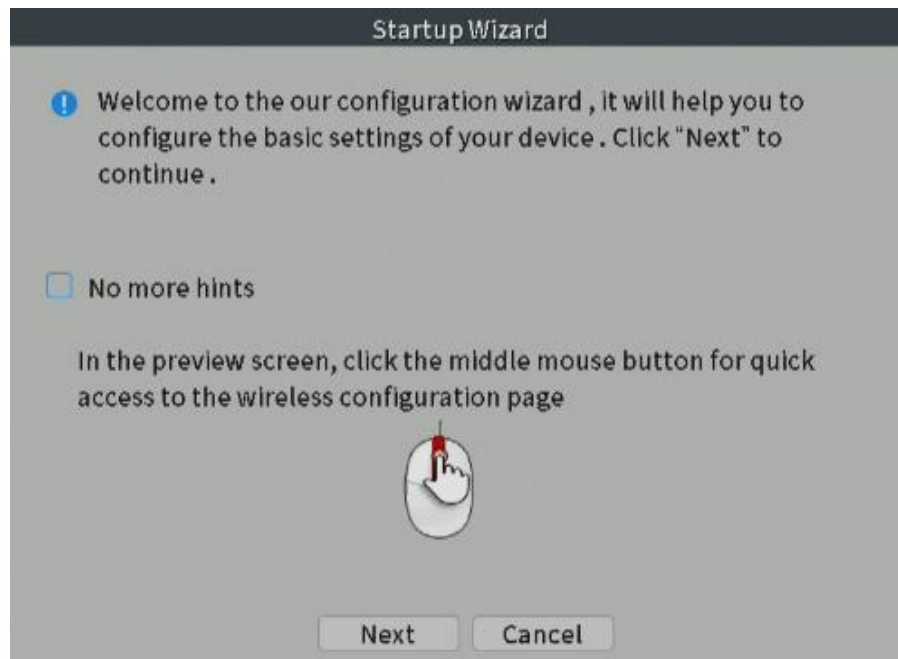 Startup Wizard
Welcome to the our configuration wizard , it will help you to
configure the basic settings of your device . Click “Next” to
continue .
No more hints
In the preview screen, click the middle mouse button for quick
access to the wireless configuration page
Next Cancel